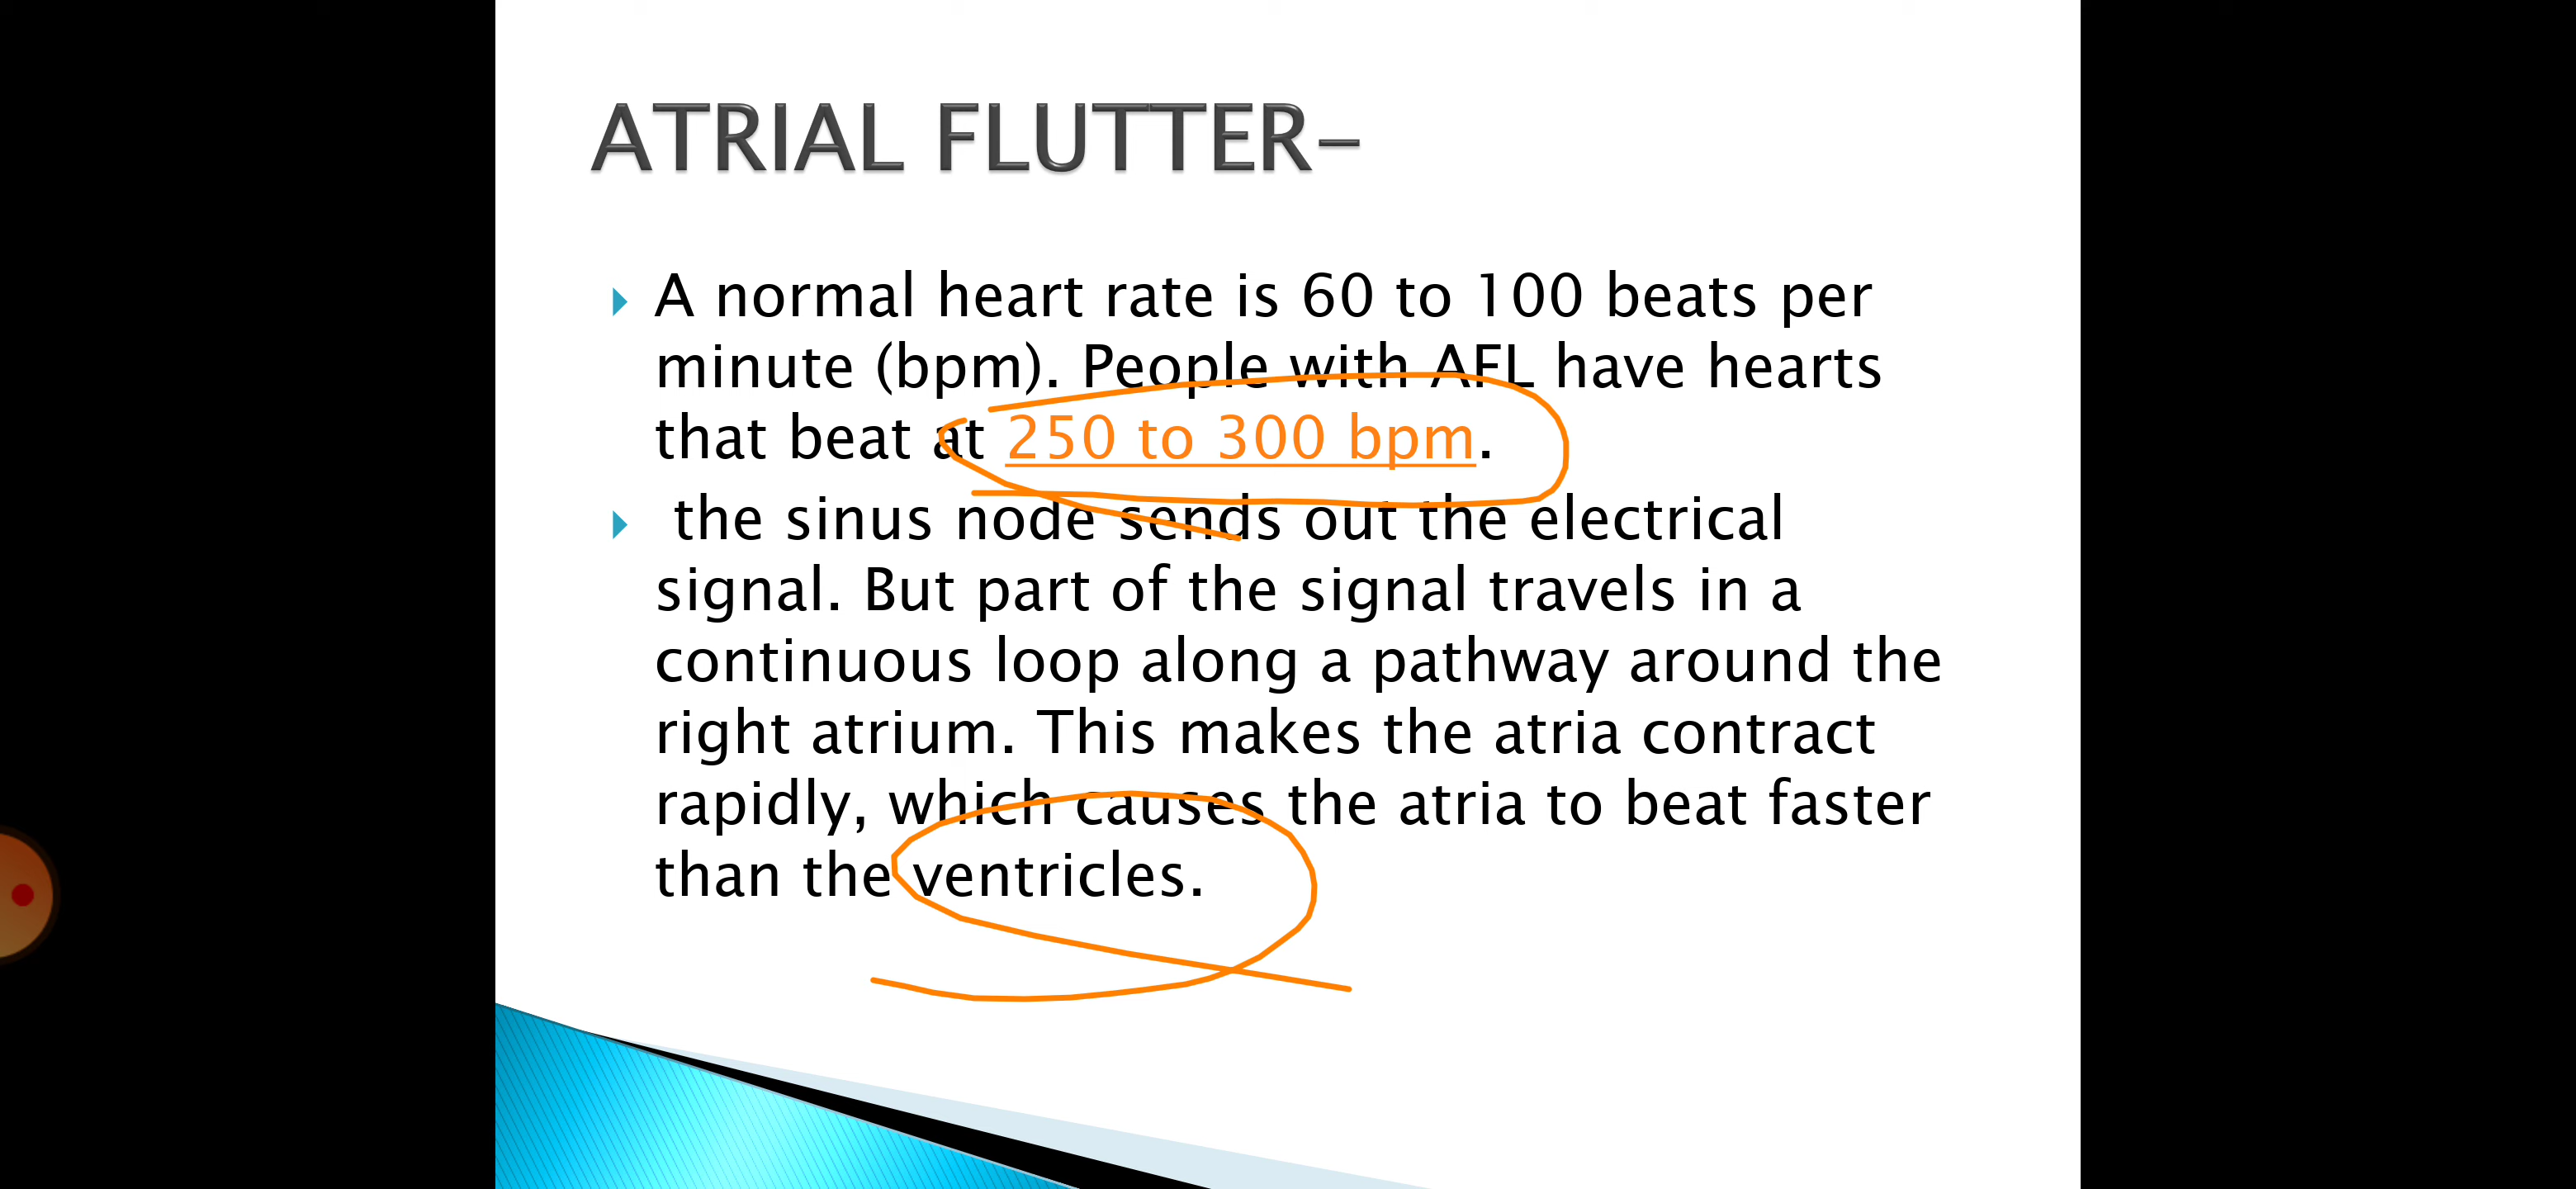 ATRIAL FLUTTER-
A normal heart rate is 60 to 100 beats per
minute (bpm). People with AFL have hearts
that beat at 250 to 300 bpm.
the sinus node sends out the electrical
signal. But part of the signal travels in a
continuous loop along a pathway around the
right atrium. This makes the atria contract
rapidly, which causes the atria to beat faster
than the ventricles.